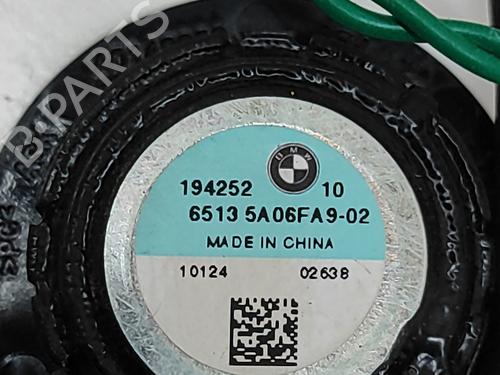 B-PARTS
BMW
194252 10
6513 5A06FA9-02
MADE IN CHINA
10124 02638